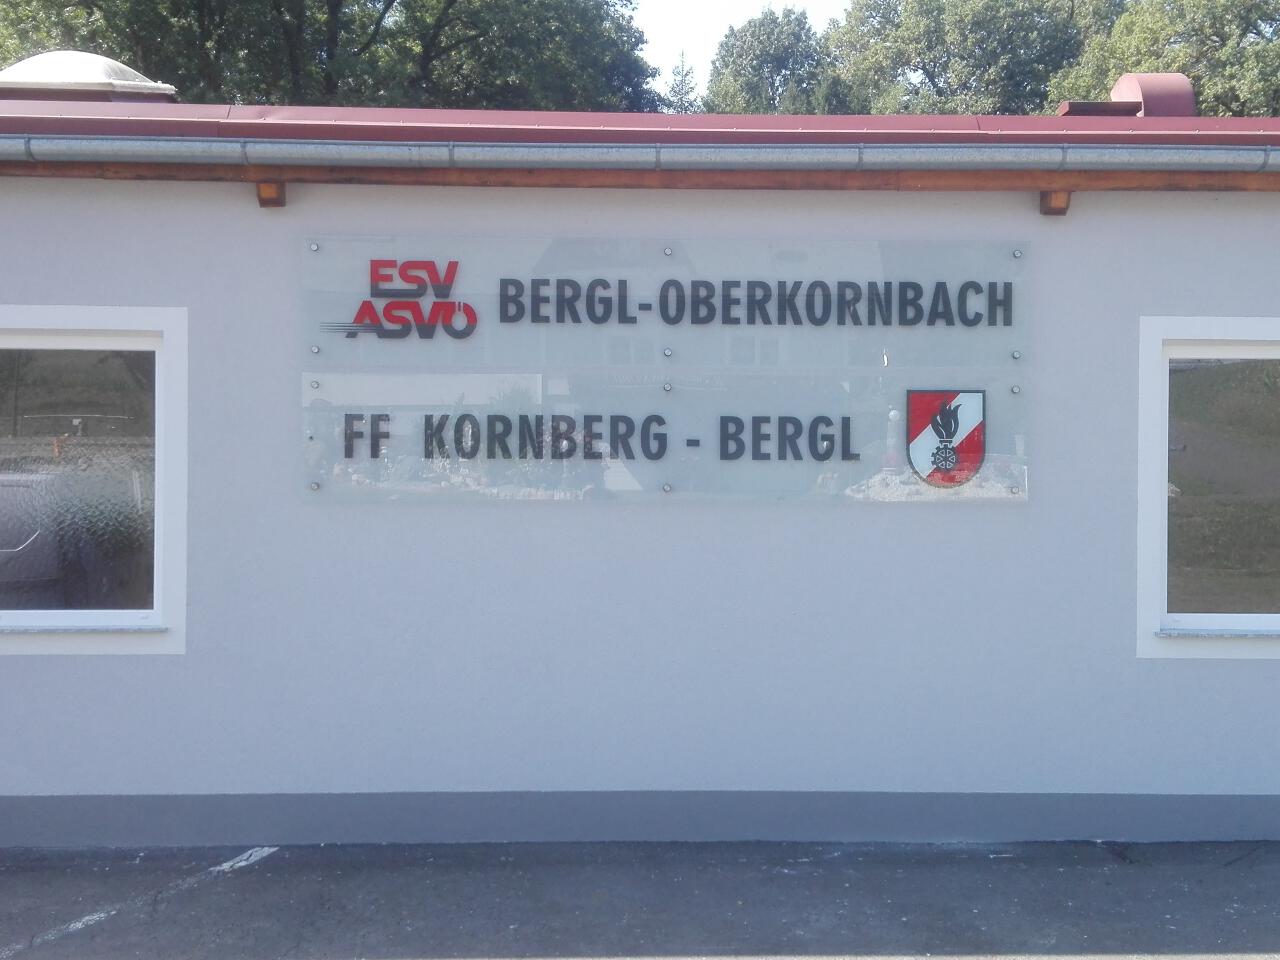 ESV
ASVÖ
BERGL-OBERKORNBACH
FF KORNBERG - BERGL